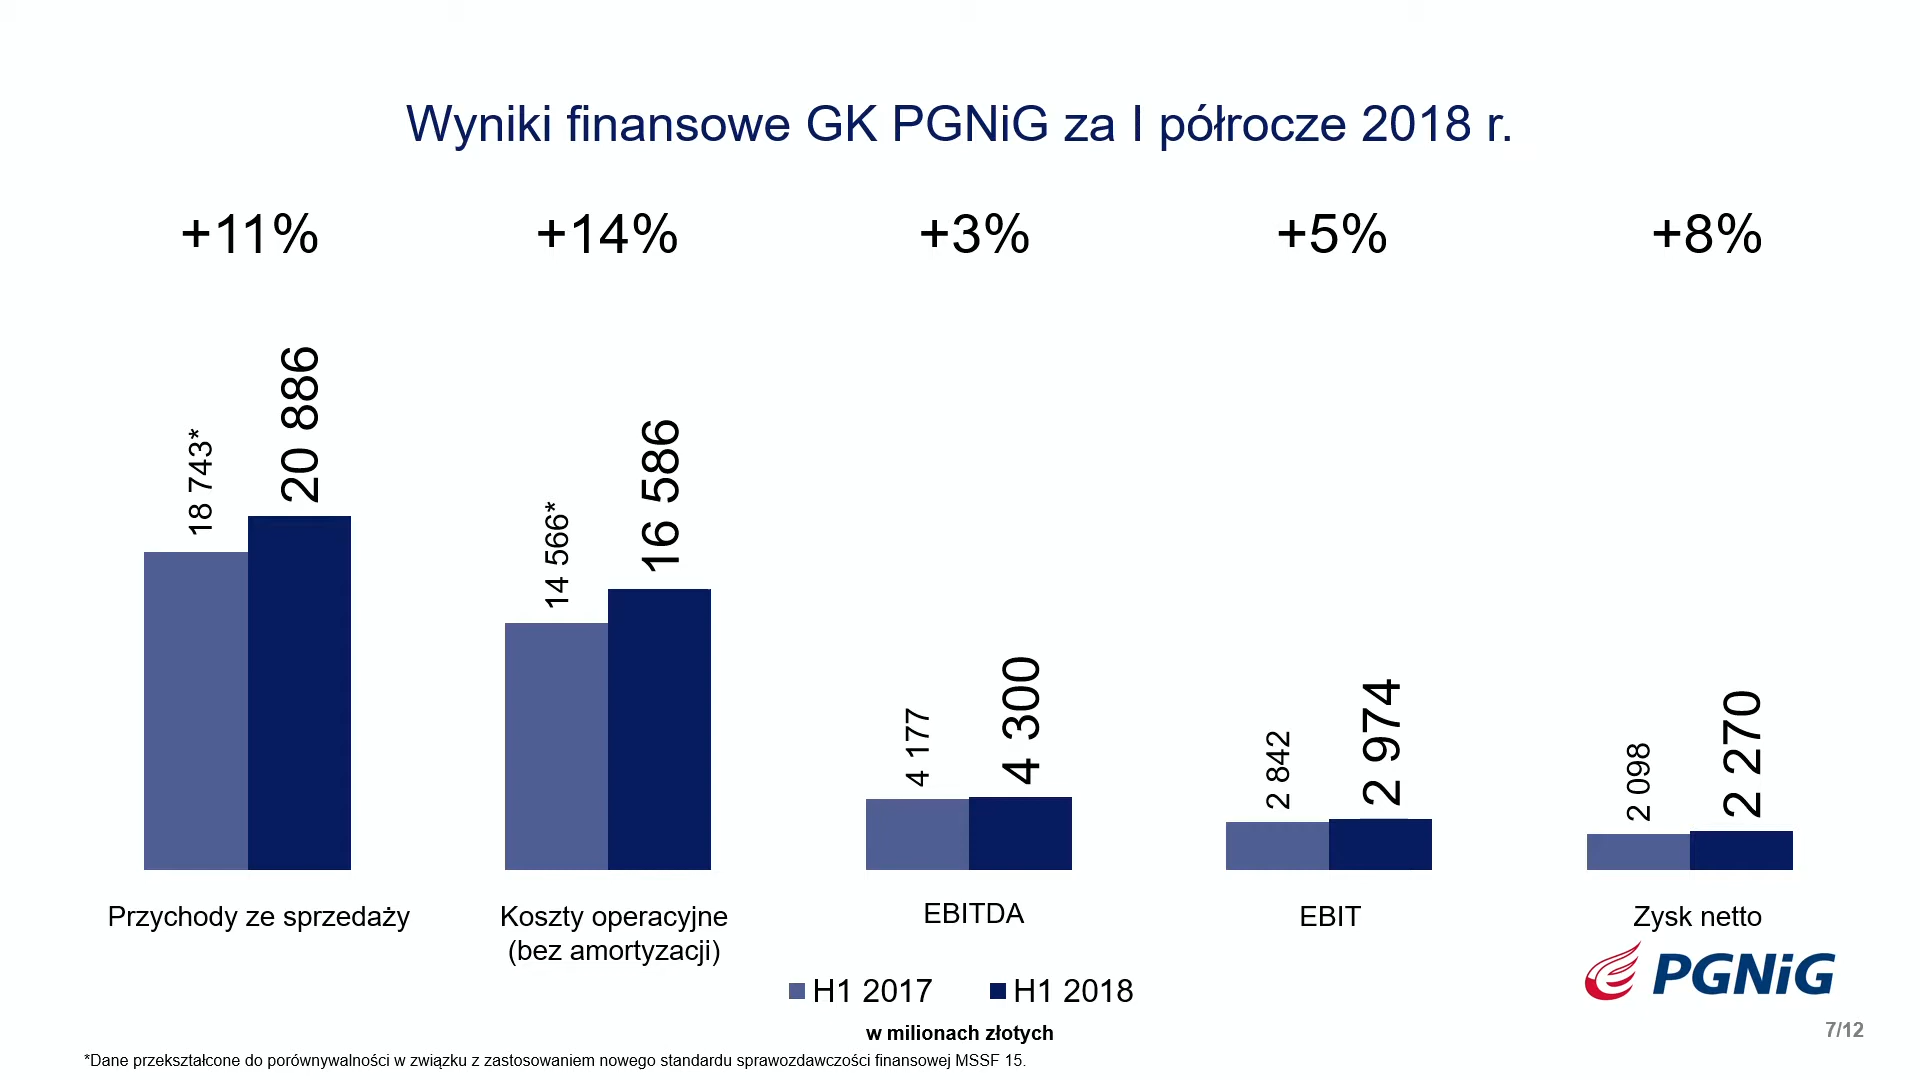 Wyniki finansowe GK PGNiG za I półrocze 2018 r.
+11%
+14%
+3%
+5%
+8%
18 743*
20 886
14 566*
16 586
4 177
4 300
2 842
2 974
2 098
2 270
Przychody ze sprzedaży
Koszty operacyjne
(bez amortyzacji)
EBITDA
EBIT
Zysk netto
H1 2017
H1 2018
PGNiG
w milionach złotych
7/12
*Dane przekształcone do porównywalności w związku z zastosowaniem nowego standardu sprawozdawczości finansowej MSSF 15.